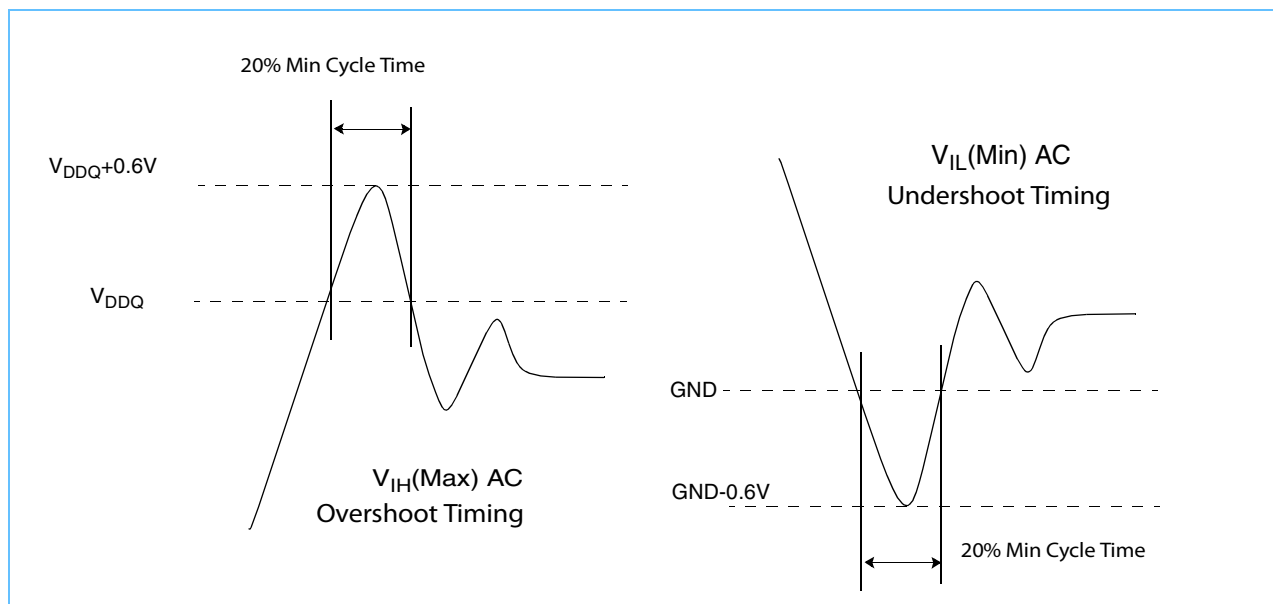 20% Min Cycle Time
V_DDQ+0.6V
V_DDQ
V_IH(Max) AC
Overshoot Timing
V_IL(Min) AC
Undershoot Timing
GND
GND-0.6V
20% Min Cycle Time